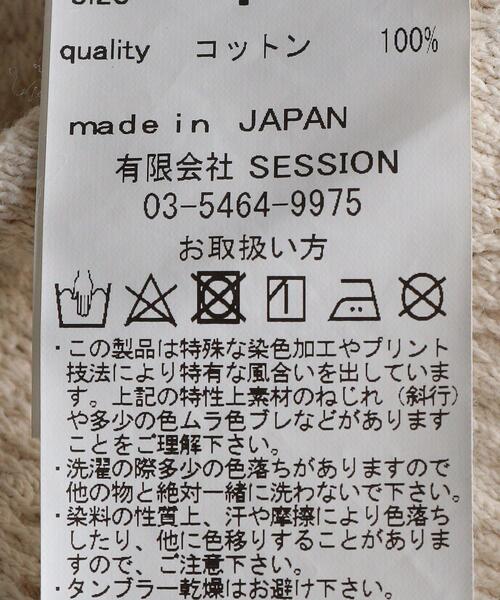 size
quality コットン 100%
made in JAPAN
有限会社 SESSION
03-5464-9975
お取扱い方
・この製品は特殊な染色加工やプリント
技法により特有な風合いを出していま
す。上記の特性上素材のねじれ（斜行）
や多少の色ムラ色ブレなどがあります
ことをご理解下さい。
・洗濯の際多少の色落ちがありますので
他の物と絶対一緒に洗わないで下さい。
・染料の性質上、汗や摩擦により色落ち
したり、他に色移りすることがありま
すので、ご注意下さい。
・タンブラー乾燥はお避け下さい。